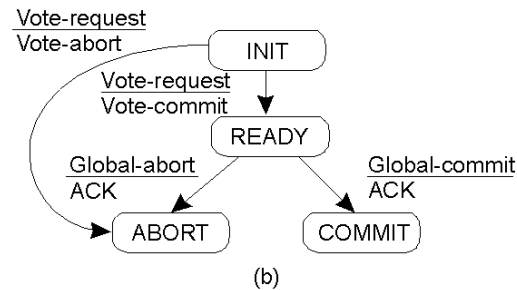 Vote-request
Vote-abort
INIT
Vote-request
Vote-commit
READY
Global-abort
ACK
Global-commit
ACK
ABORT
COMMIT
(b)